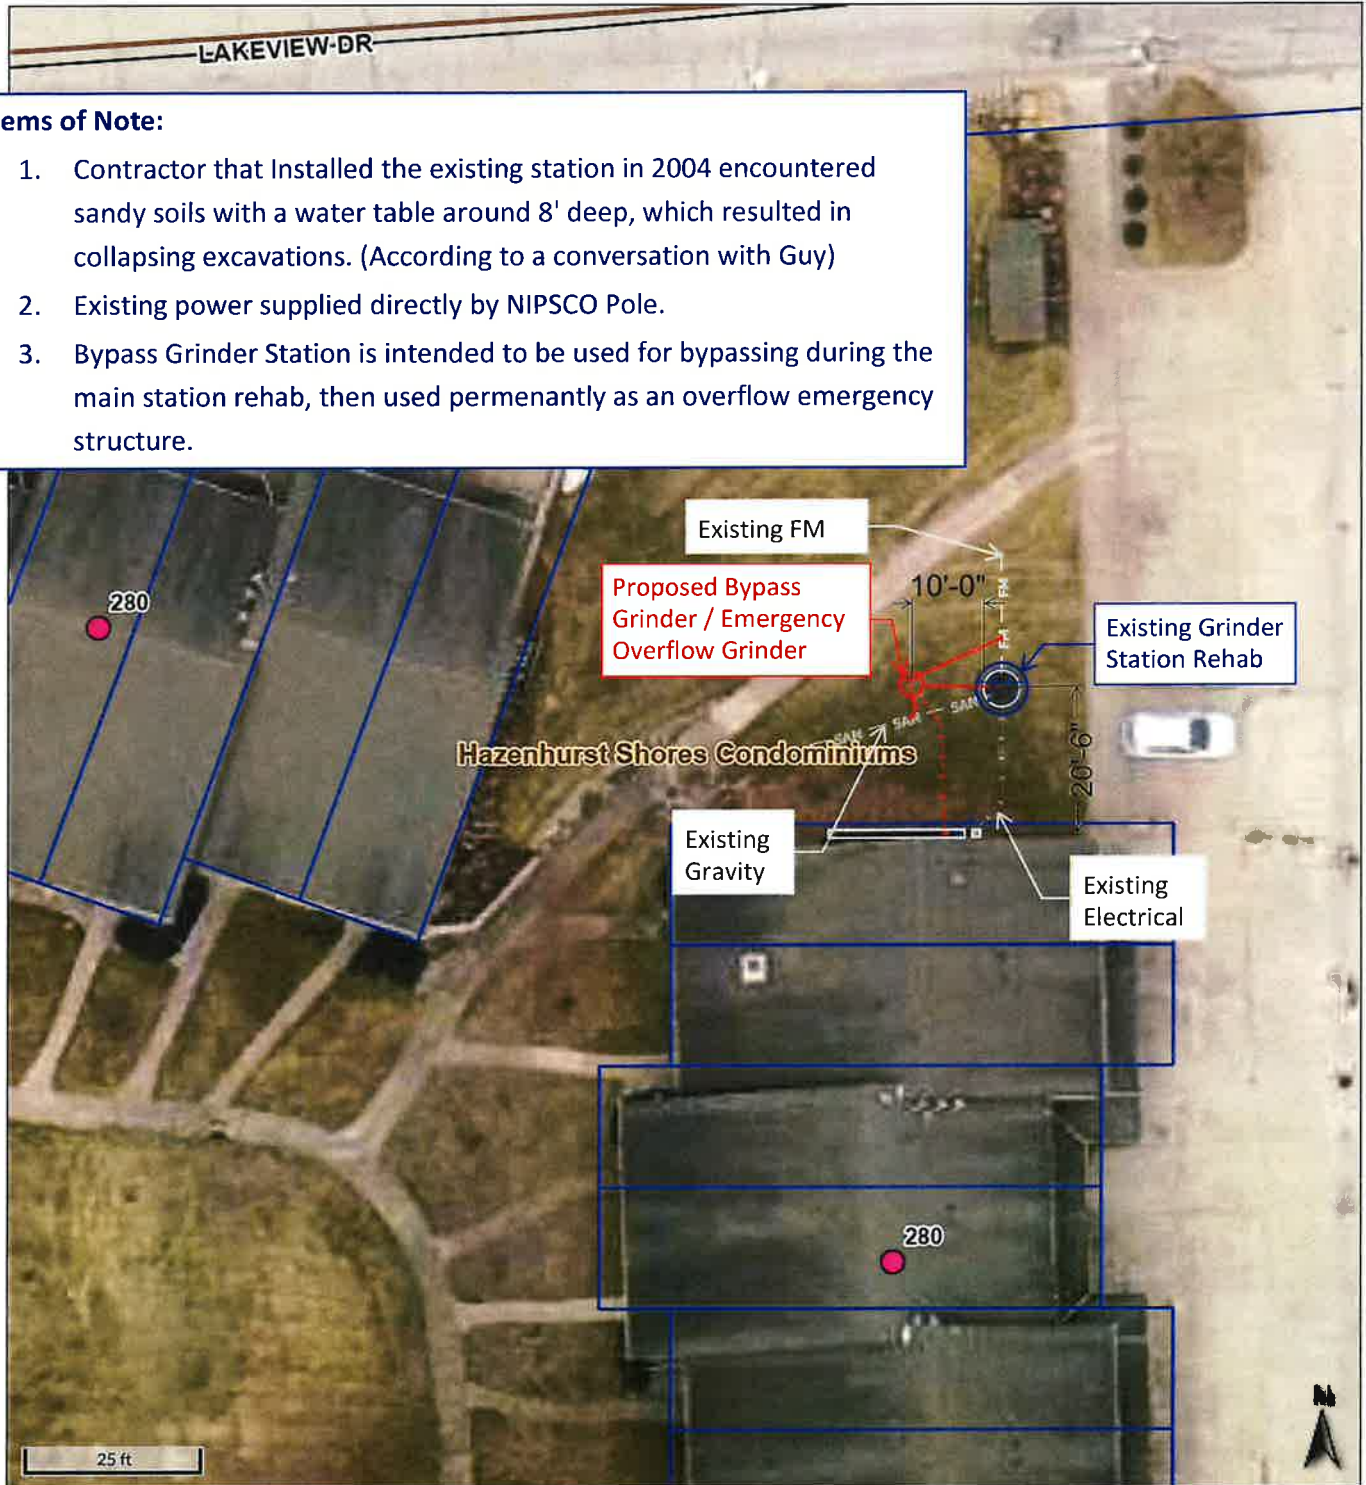 LAKEVIEW-DR
ems of Note:
1. Contractor that Installed the existing station in 2004 encountered
sandy soils with a water table around 8' deep, which resulted in
collapsing excavations. (According to a conversation with Guy)
2. Existing power supplied directly by NIPSCO Pole.
3. Bypass Grinder Station is intended to be used for bypassing during the
main station rehab, then used permenantly as an overflow emergency
structure.
Existing FM
Proposed Bypass
Grinder / Emergency
Overflow Grinder
10'-0"
FM
FM
Existing Grinder
Station Rehab
280
SAN
SAN
SAN
20'-6"
Hazenhurst Shores Condominiums
Existing
Gravity
Existing
Electrical
280
25 ft
N